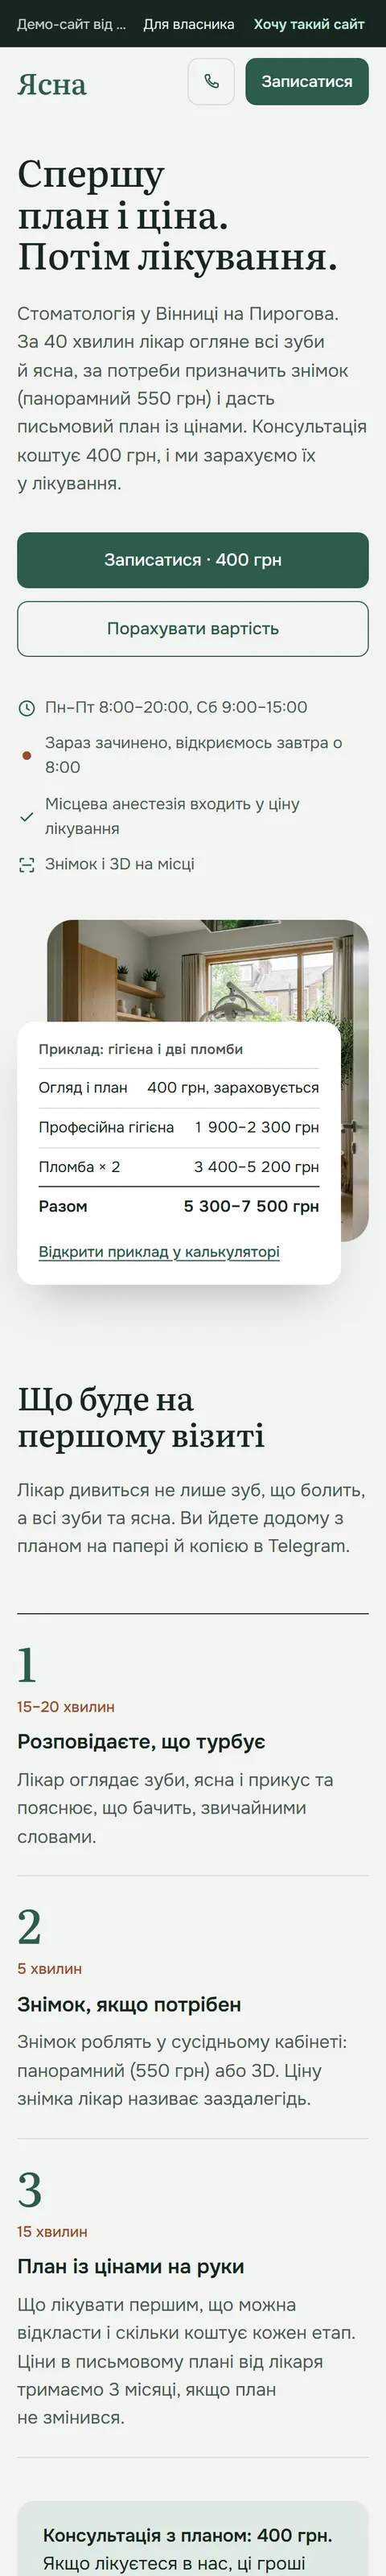 Демо-сайт від ... Для власника Хочу такий сайт
Ясна Записатися
Спершу
план і ціна.
Потім лікування.
Стоматологія у Вінниці на Пирогова.
За 40 хвилин лікар огляне всі зуби
й ясна, за потреби призначить знімок
(панорамний 550 грн) і дасть
письмовий план із цінами. Консультація
коштує 400 грн, і ми зарахуємо їх
у лікування.
Записатися · 400 грн
Порахувати вартість
Пн–Пт 8:00–20:00, Сб 9:00–15:00
Зараз зачинено, відкриємось завтра о
8:00
Місцева анестезія входить у ціну
лікування
Знімок і 3D на місці
Приклад: гігієна і дві пломби
Огляд і план 400 грн, зараховується
Професійна гігієна 1 900–2 300 грн
Пломба × 2 3 400–5 200 грн
Разом 5 300–7 500 грн
Відкрити приклад у калькуляторі
Що буде на
першому візиті
Лікар дивиться не лише зуб, що болить,
а всі зуби та ясна. Ви йдете додому з
планом на папері й копією в Telegram.
1
15–20 хвилин
Розповідаєте, що турбує
Лікар оглядає зуби, ясна і прикус та
пояснює, що бачить, звичайними
словами.
2
5 хвилин
Знімок, якщо потрібен
Знімок роблять у сусідньому кабінеті:
панорамний (550 грн) або 3D. Ціну
знімка лікар називає заздалегідь.
3
15 хвилин
План із цінами на руки
Що лікувати першим, що можна
відкласти і скільки коштує кожен етап.
Ціни в письмовому плані від лікаря
тримаємо 3 місяці, якщо план
не змінився.
Консультація з планом: 400 грн.
Якщо лікуєтеся в нас, ці гроші